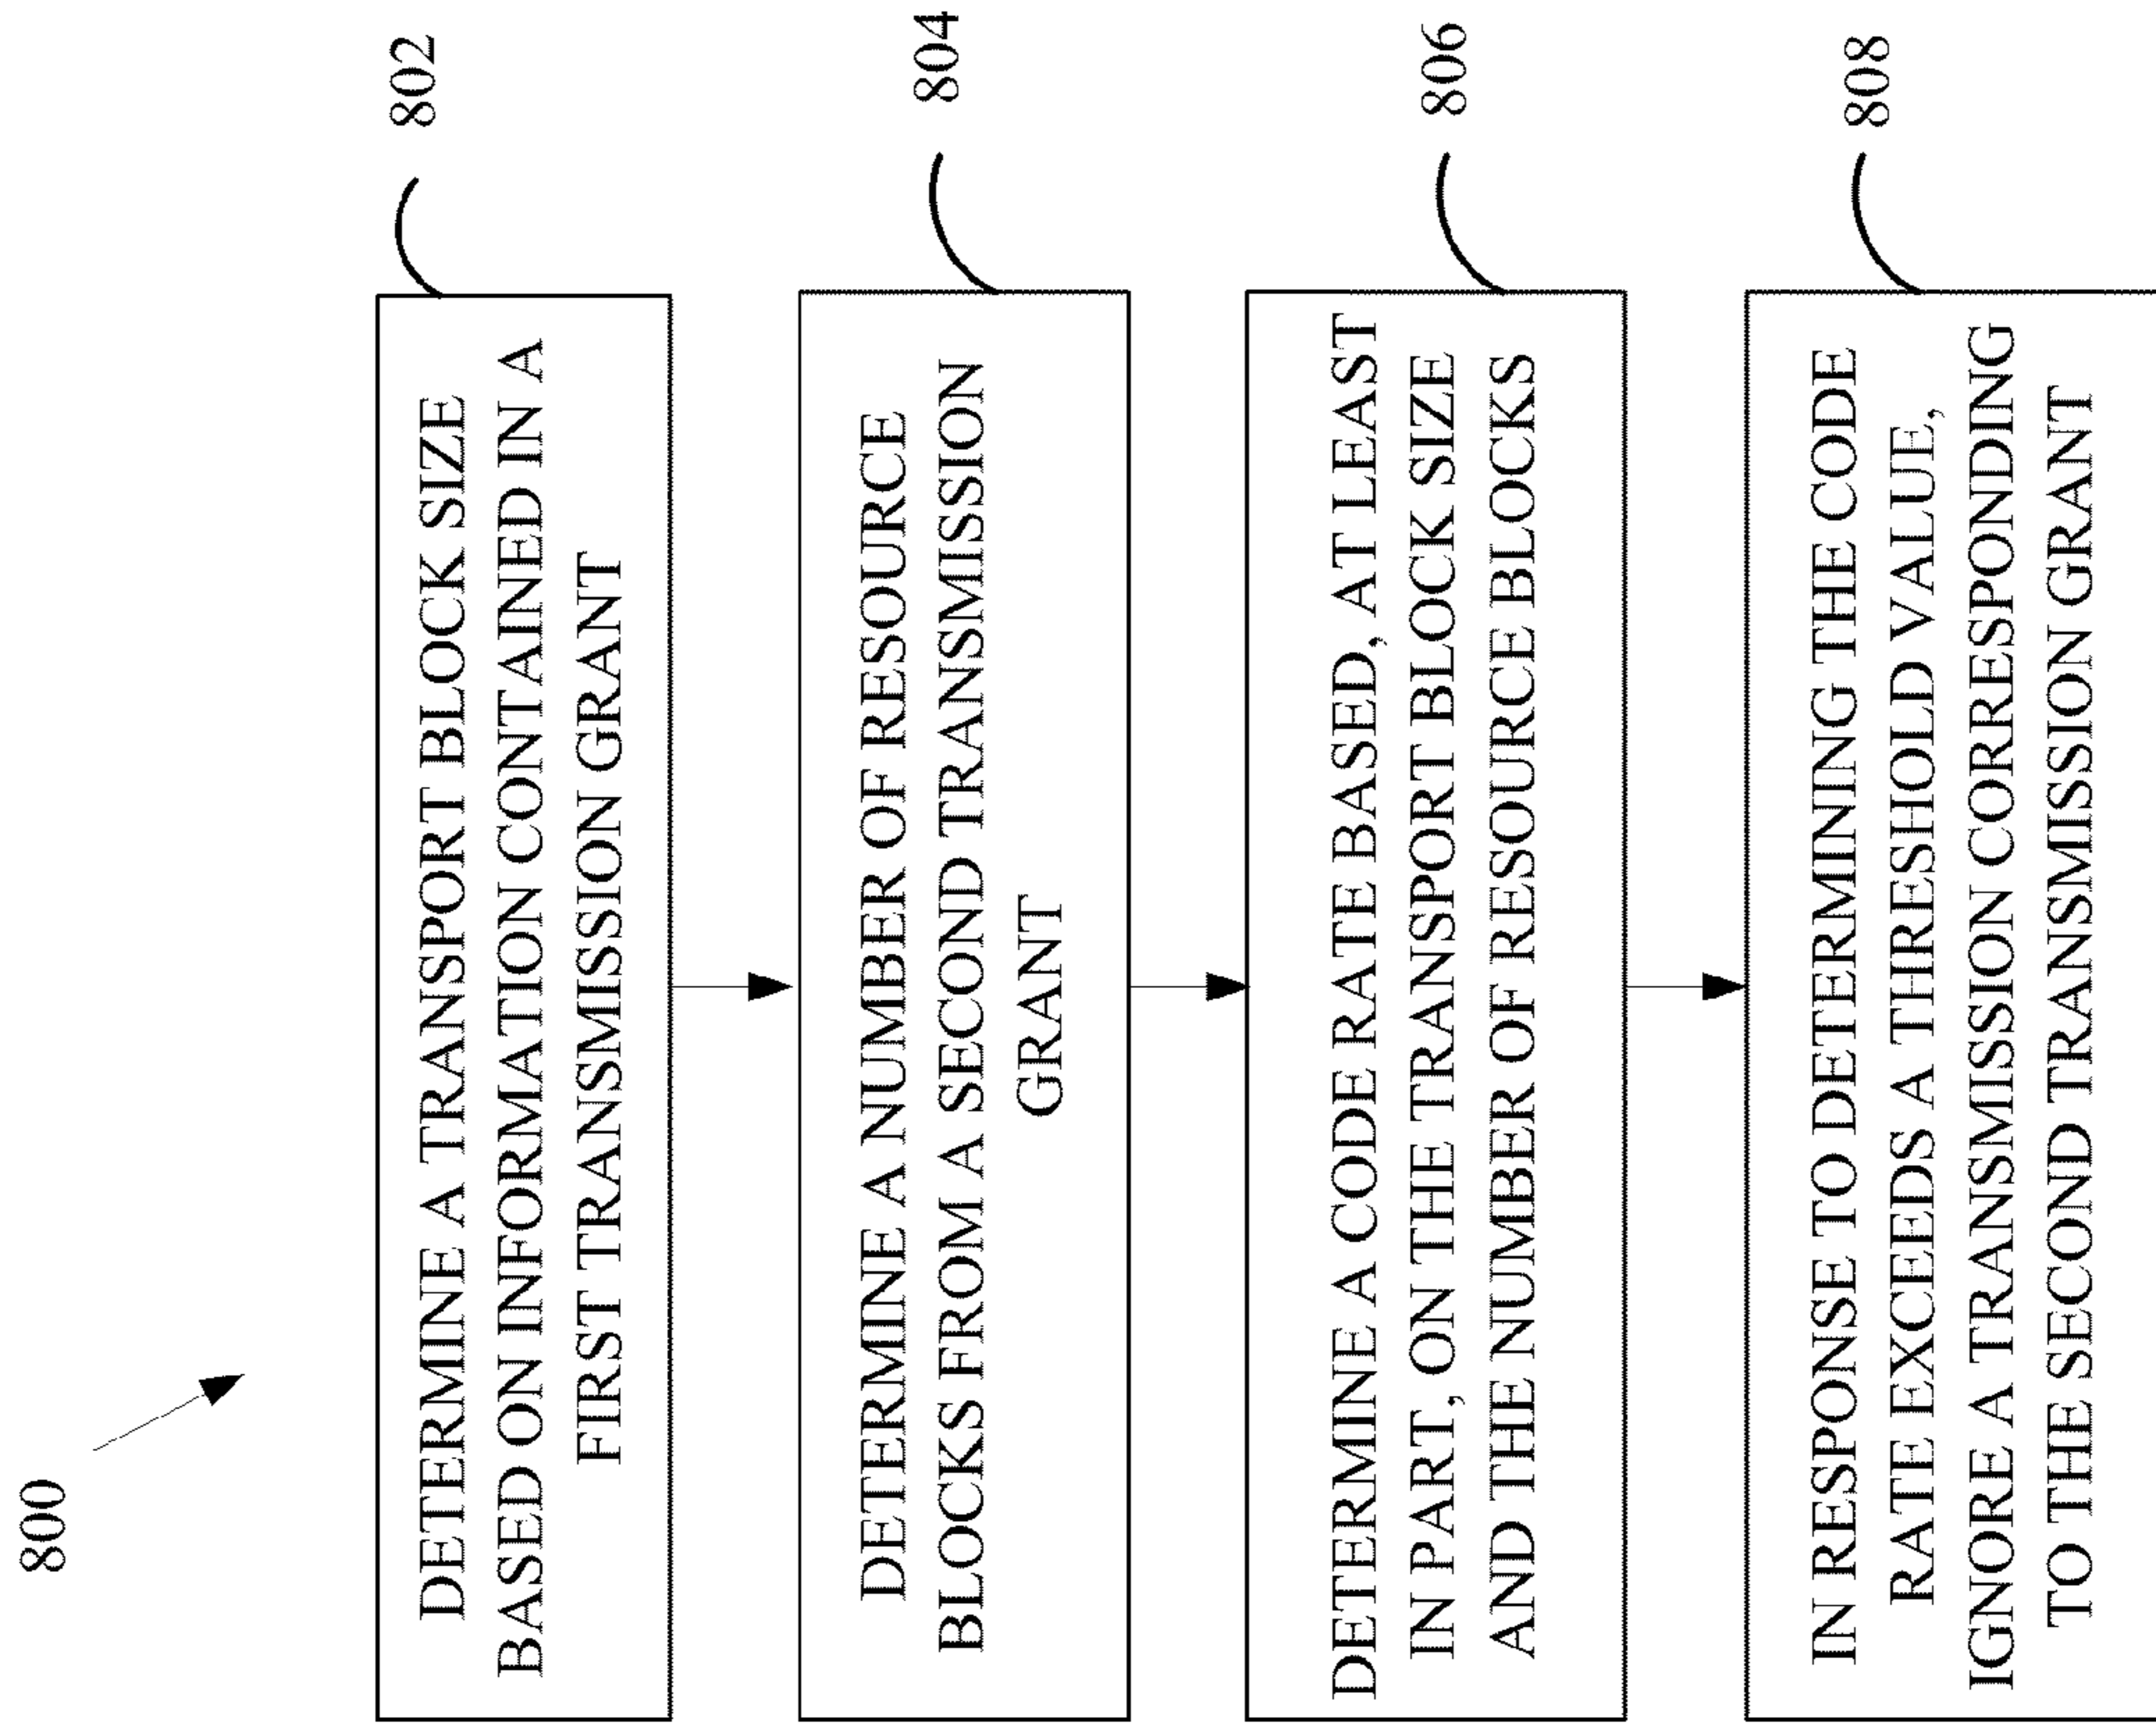 800
802
DETERMINE A TRANSPORT BLOCK SIZE
BASED ON INFORMATION CONTAINED IN A
FIRST TRANSMISSION GRANT
804
DETERMINE A NUMBER OF RESOURCE
BLOCKS FROM A SECOND TRANSMISSION
GRANT
806
DETERMINE A CODE RATE BASED, AT LEAST
IN PART, ON THE TRANSPORT BLOCK SIZE
AND THE NUMBER OF RESOURCE BLOCKS
808
IN RESPONSE TO DETERMINING THE CODE
RATE EXCEEDS A THRESHOLD VALUE,
IGNORE A TRANSMISSION CORRESPONDING
TO THE SECOND TRANSMISSION GRANT